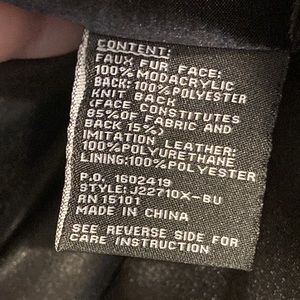 CONTENT:
FAUX FUR FACE:
100%MODACRYLIC
BACK:100%POLYESTER
KNIT BACK
(FACE CONSTITUTES
85%OF FABRIC AND
BACK 15%)
IMITATION LEATHER:
100%POLYURETHANE
LINING:100%POLYESTER
P.O. 1602419
STYLE:J22710X-BU
RN 15101
MADE IN CHINA
SEE REVERSE SIDE FOR
CARE INSTRUCTION